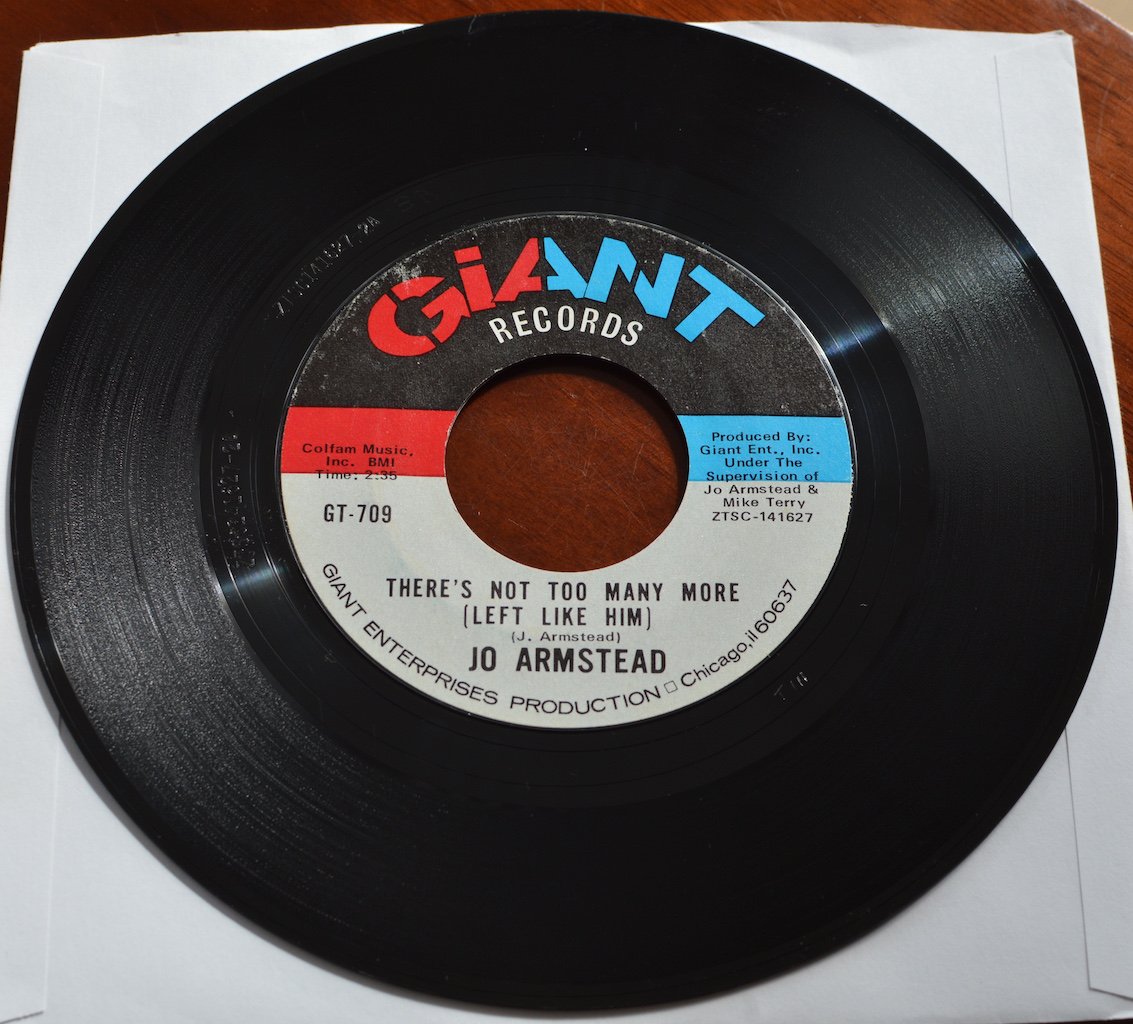 GiANT
RECORDS
Colfam Music,
Inc. BMI
Time: 2:35
GT-709
Produced By:
Giant Ent., Inc.
Under The
Supervision of
Jo Armstead &
Mike Terry
ZTSC-141627
THERE'S NOT TOO MANY MORE
(LEFT LIKE HIM)
(J. Armstead)
JO ARMSTEAD
GIANT ENTERPRISES PRODUCTION □ Chicago, il 60637